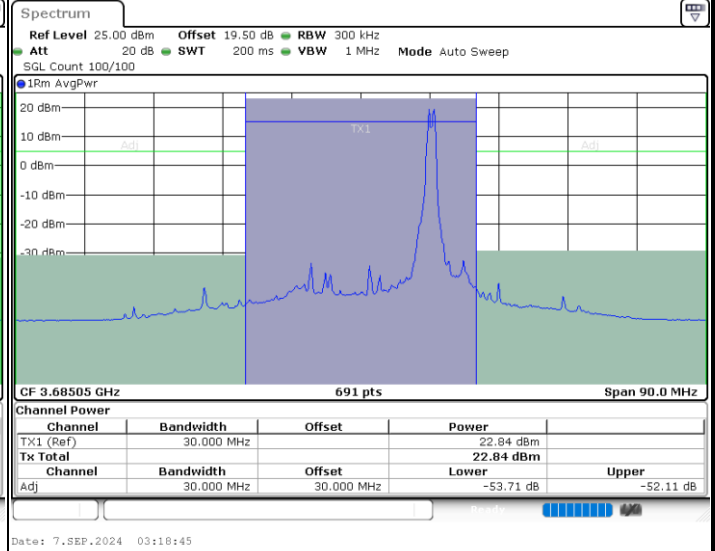 Spectrum
Ref Level 25.00 dBm Offset 19.50 dB RBW 300 kHz
Att 20 dB SWT 200 ms VBW 1 MHz Mode Auto Sweep
SGL Count 100/100
1Rm AvgPwr
20 dBm
TX1
10 dBm
Adj Adj
0 dBm
-10 dBm
-20 dBm
-30 dBm
CF 3.68505 GHz 691 pts Span 90.0 MHz
Channel Power
Channel Bandwidth Offset Power
TX1 (Ref) 30.000 MHz 22.84 dBm
Tx Total 22.84 dBm
Channel Bandwidth Offset Lower Upper
Adj 30.000 MHz 30.000 MHz -53.71 dB -52.11 dB
Ready
Date: 7.SEP.2024 03:18:45